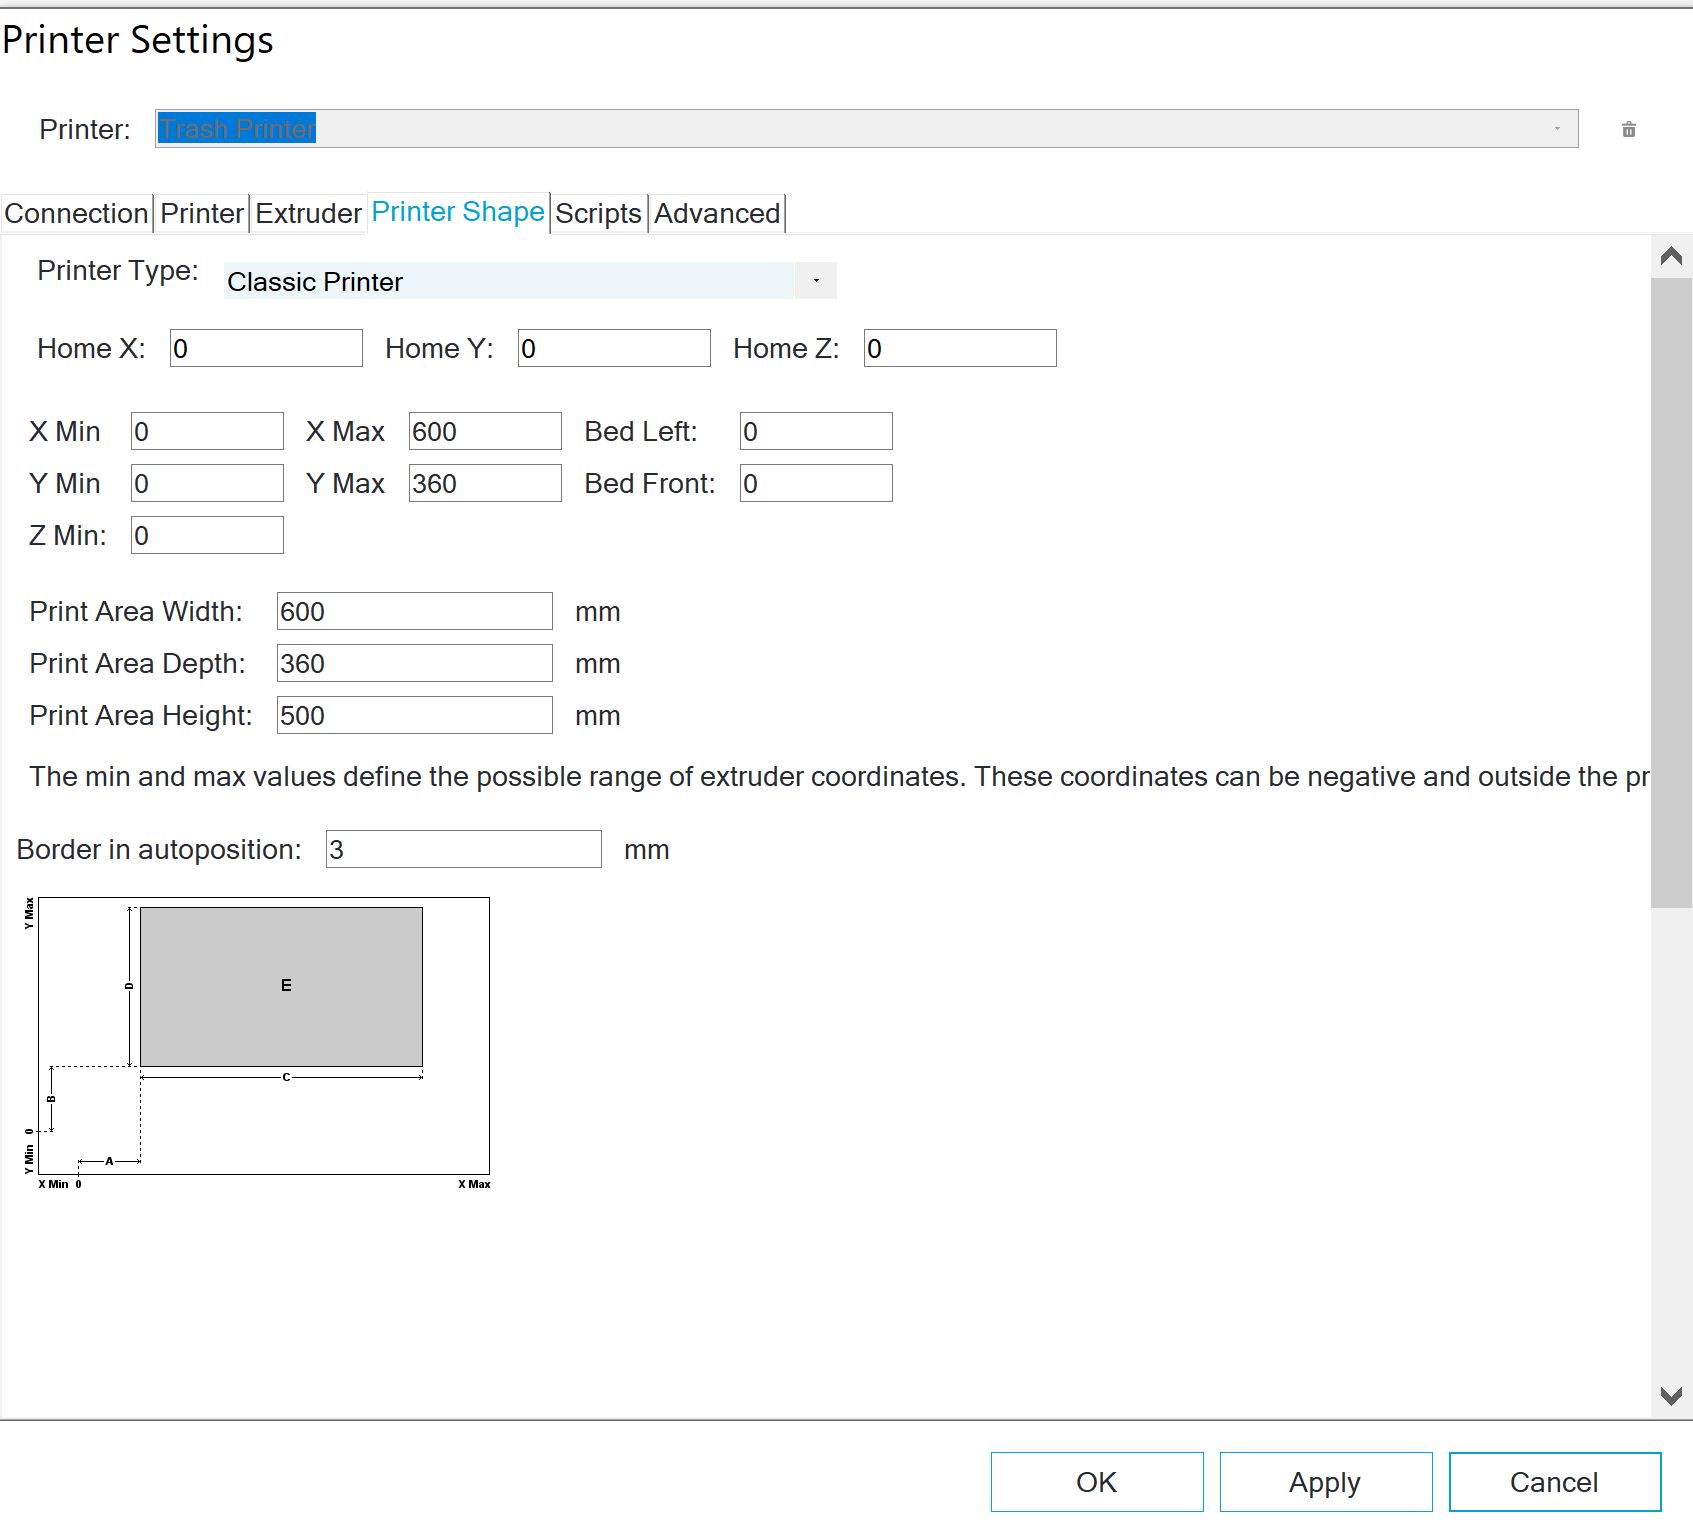 Printer Settings
Printer: Trash Printer
Connection Printer Extruder Printer Shape Scripts Advanced
Printer Type: Classic Printer
Home X: 0 Home Y: 0 Home Z: 0
X Min 0 X Max 600 Bed Left: 0
Y Min 0 Y Max 360 Bed Front: 0
Z Min: 0
Print Area Width: 600 mm
Print Area Depth: 360 mm
Print Area Height: 500 mm
The min and max values define the possible range of extruder coordinates. These coordinates can be negative and outside the pr
Border in autoposition: 3 mm
Y Max
D
E
C
B
Y Min 0
A
X Min 0 X Max
OK Apply Cancel